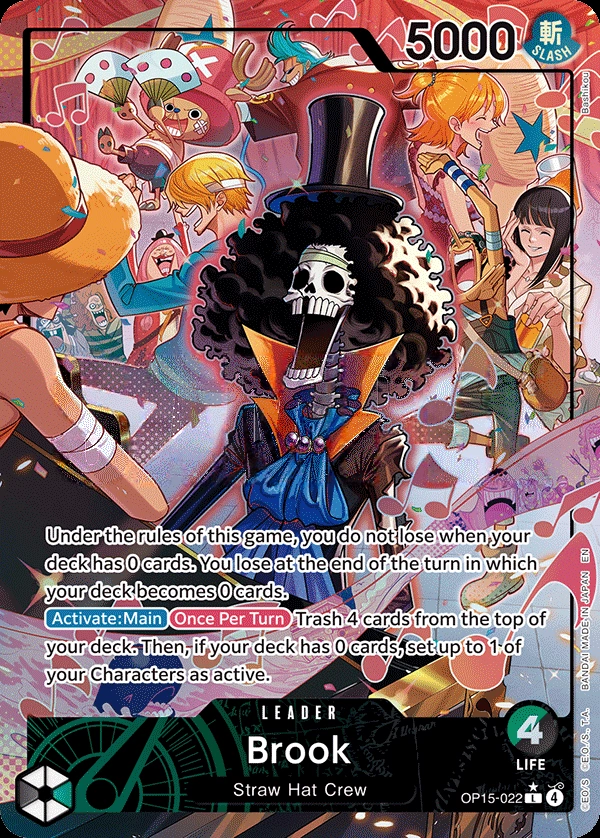 5000
斬
SLASH
Bashikou
Under the rules of this game, you do not lose when your
deck has 0 cards. You lose at the end of the turn in which
your deck becomes 0 cards.
Activate:Main Once Per Turn Trash 4 cards from the top of
your deck. Then, if your deck has 0 cards, set up to 1 of
your Characters as active.
©E.O./S. ©E.O./S., T.A. BANDAI MADE IN JAPAN EN
LEADER
4
LIFE
Brook
Straw Hat Crew
OP15-022 L 4